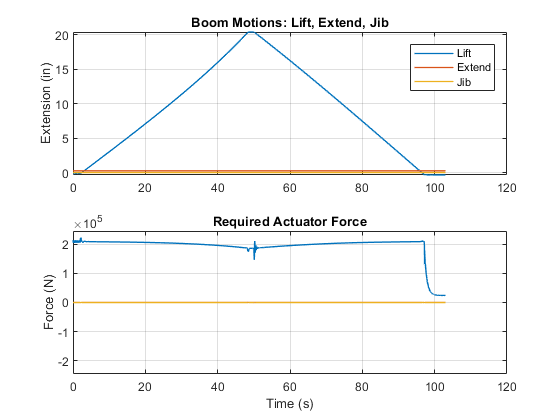 Boom Motions: Lift, Extend, Jib
Extension (in)
20
15
10
5
0
0 20 40 60 80 100 120
Lift
Extend
Jib
×10^5
Required Actuator Force
Force (N)
2
1
0
-1
-2
0 20 40 60 80 100 120
Time (s)